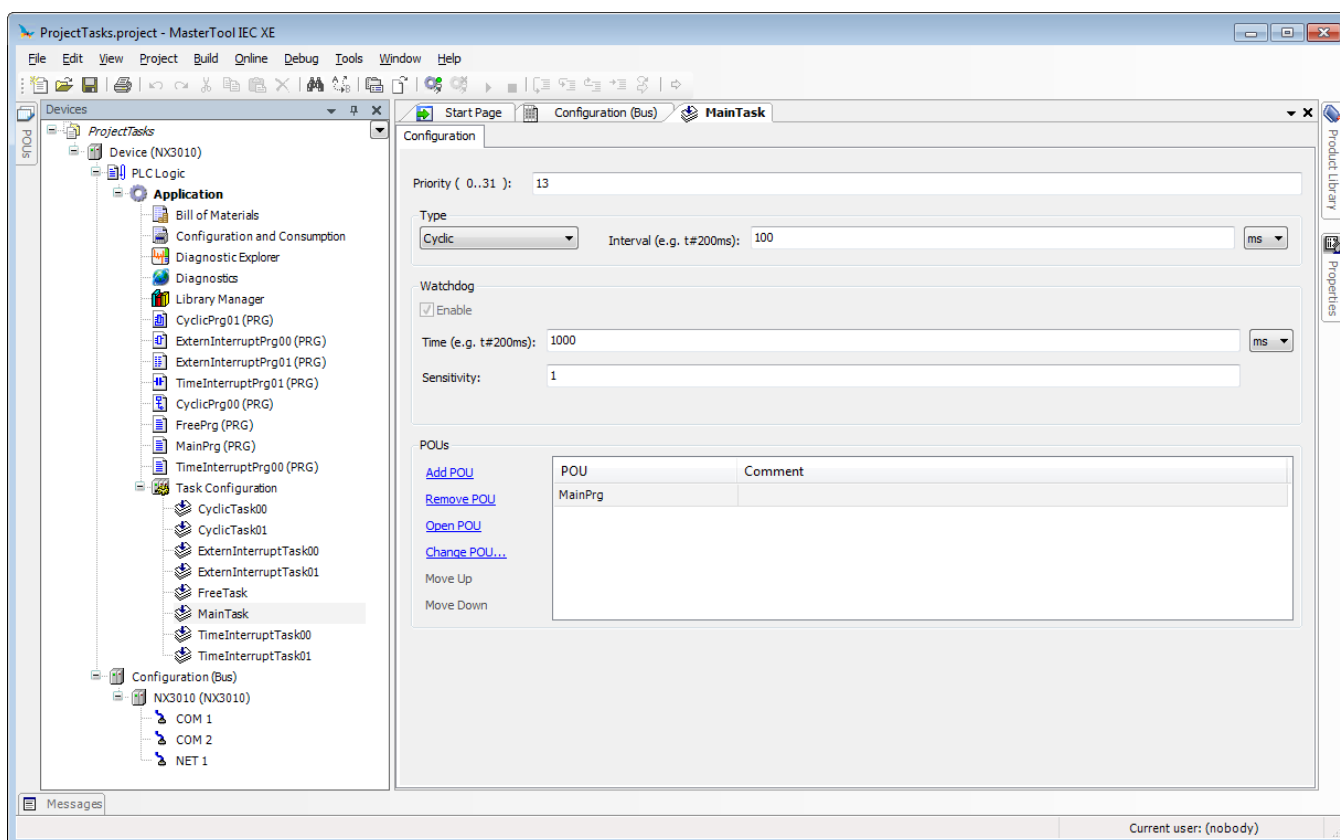 ProjectTasks.project - MasterTool IEC XE
File Edit View Project Build Online Debug Tools Window Help
Devices
POUs
ProjectTasks
Device (NX3010)
PLC Logic
Application
Bill of Materials
Configuration and Consumption
Diagnostic Explorer
Diagnostics
Library Manager
CyclicPrg01 (PRG)
ExternInterruptPrg00 (PRG)
ExternInterruptPrg01 (PRG)
TimeInterruptPrg01 (PRG)
CyclicPrg00 (PRG)
FreePrg (PRG)
MainPrg (PRG)
TimeInterruptPrg00 (PRG)
Task Configuration
CyclicTask00
CyclicTask01
ExternInterruptTask00
ExternInterruptTask01
FreeTask
MainTask
TimeInterruptTask00
TimeInterruptTask01
Configuration (Bus)
NX3010 (NX3010)
COM 1
COM 2
NET 1
Start Page Configuration (Bus) MainTask
Configuration
Priority ( 0..31 ): 13
Type
Cyclic Interval (e.g. t#200ms): 100 ms
Watchdog
Enable
Time (e.g. t#200ms): 1000 ms
Sensitivity: 1
POUs
Add POU
Remove POU
Open POU
Change POU...
Move Up
Move Down
POU Comment
MainPrg
Product Library
Properties
Messages
Current user: (nobody)